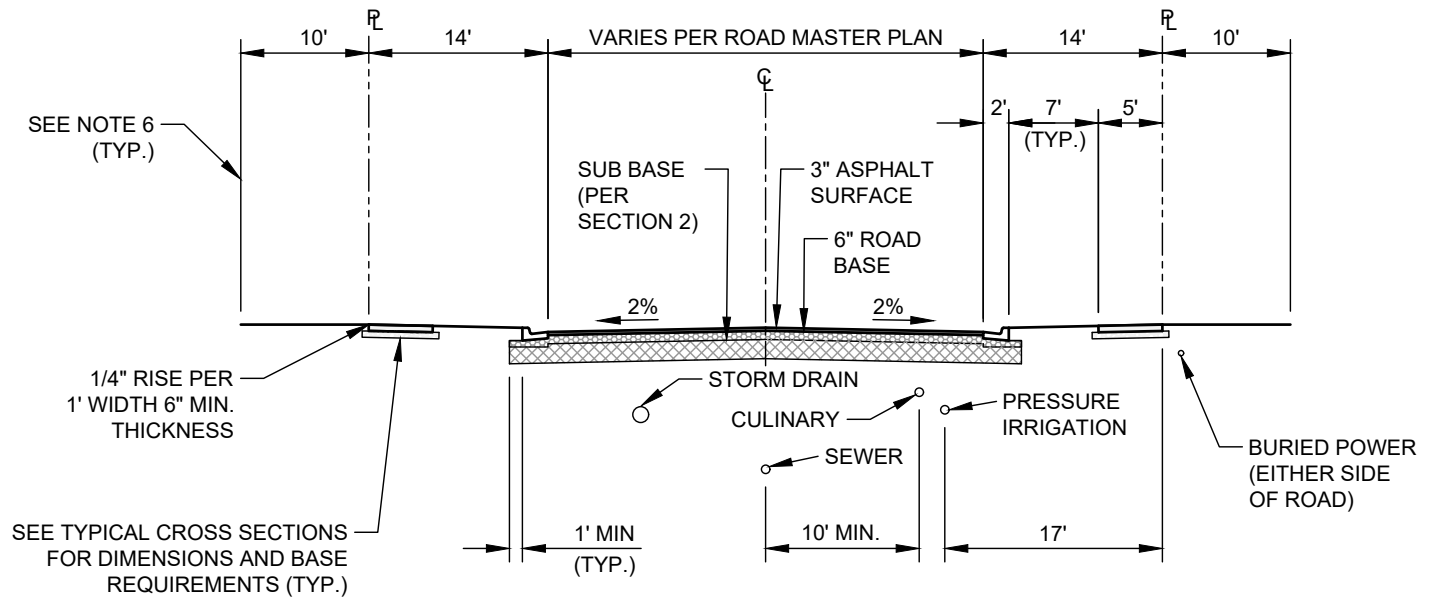 ℄
℄
10'
14'
VARIES PER ROAD MASTER PLAN
14'
10'
℄
SEE NOTE 6
(TYP.)
2'
7'
(TYP.)
5'
SUB BASE
(PER
SECTION 2)
3" ASPHALT
SURFACE
6" ROAD
BASE
2%
2%
1/4" RISE PER
1' WIDTH 6" MIN.
THICKNESS
STORM DRAIN
CULINARY
PRESSURE
IRRIGATION
SEWER
BURIED POWER
(EITHER SIDE
OF ROAD)
SEE TYPICAL CROSS SECTIONS
FOR DIMENSIONS AND BASE
REQUIREMENTS (TYP.)
1' MIN
(TYP.)
10' MIN.
17'